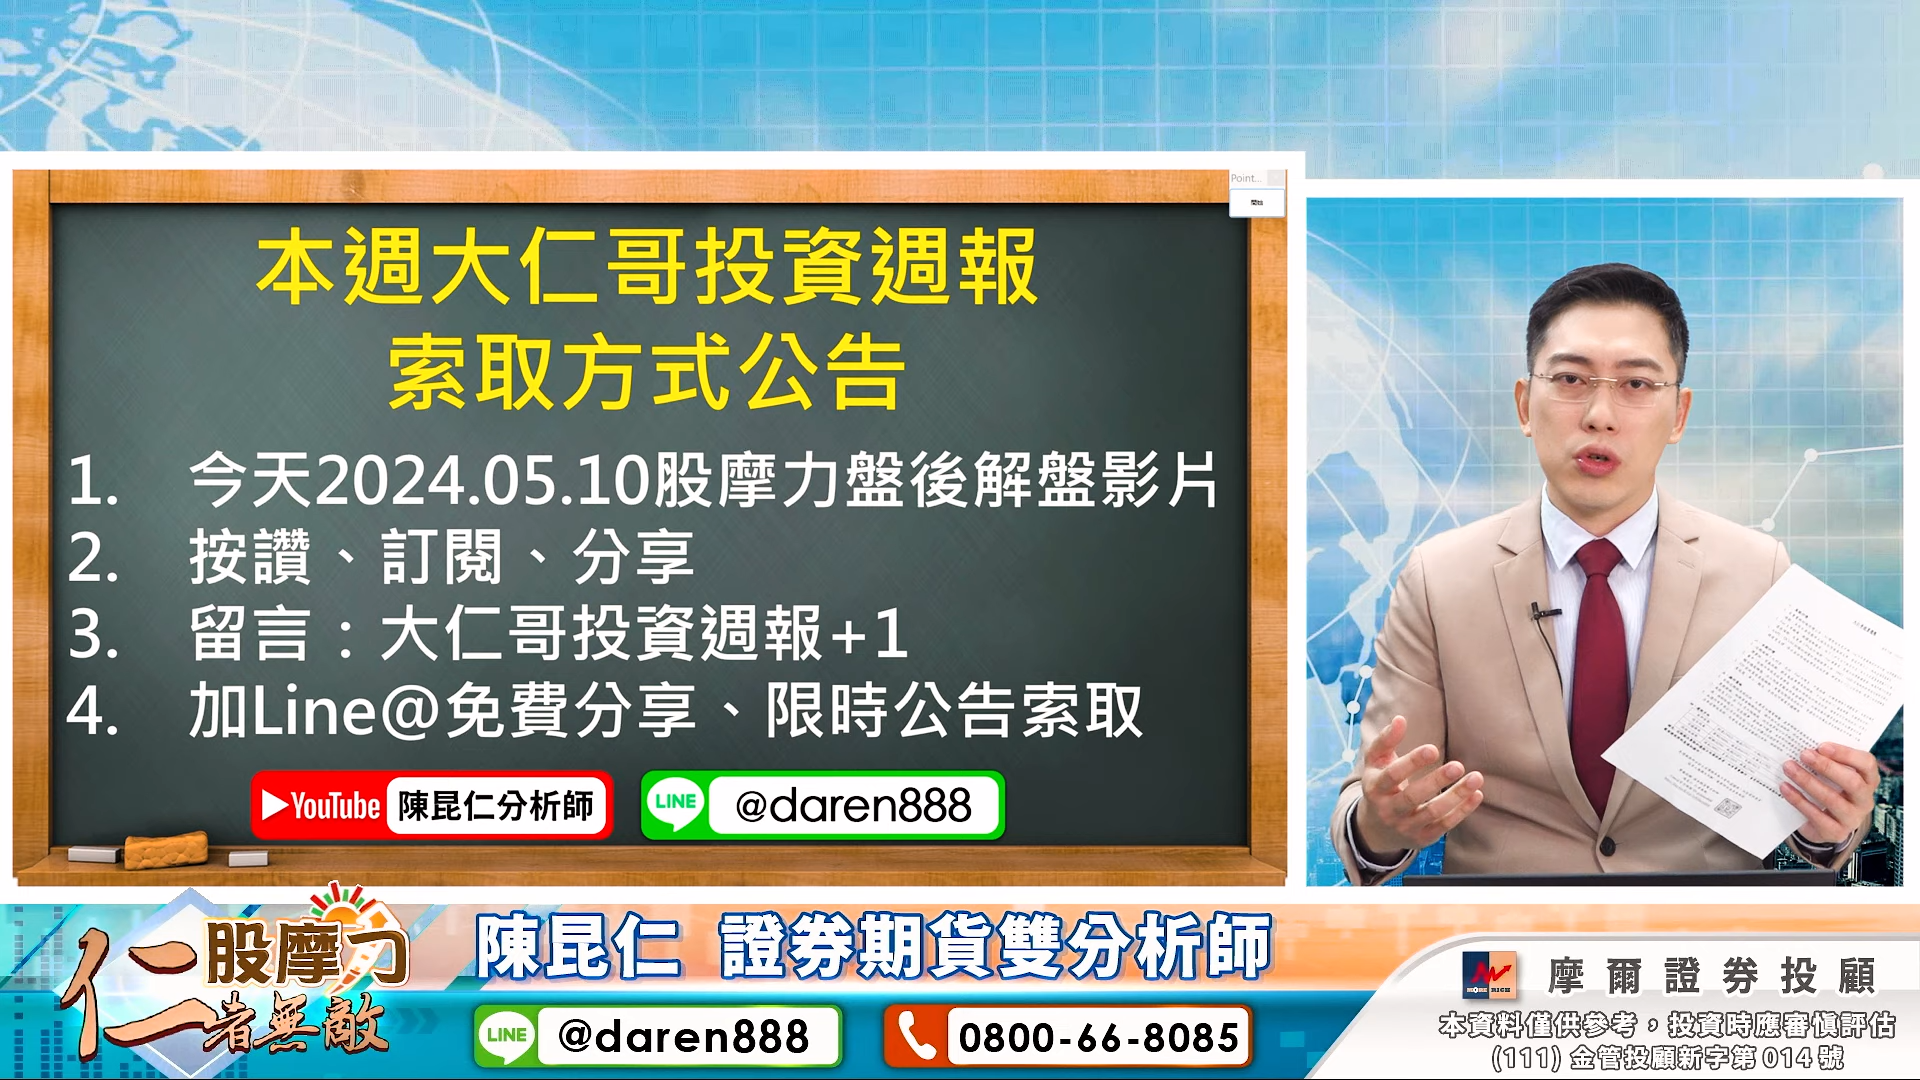 Point...
開始
本週大仁哥投資週報
索取方式公告
1. 今天2024.05.10股摩力盤後解盤影片
2. 按讚、訂閱、分享
3. 留言：大仁哥投資週報+1
4. 加Line@免費分享、限時公告索取
YouTube 陳昆仁分析師
LINE @daren888
仁者無敵
股摩力
陳昆仁 證券期貨雙分析師
LINE @daren888
0800-66-8085
MORE RICH
摩爾證券投顧
本資料僅供參考，投資時應審慎評估
(111) 金管投顧新字第 014 號